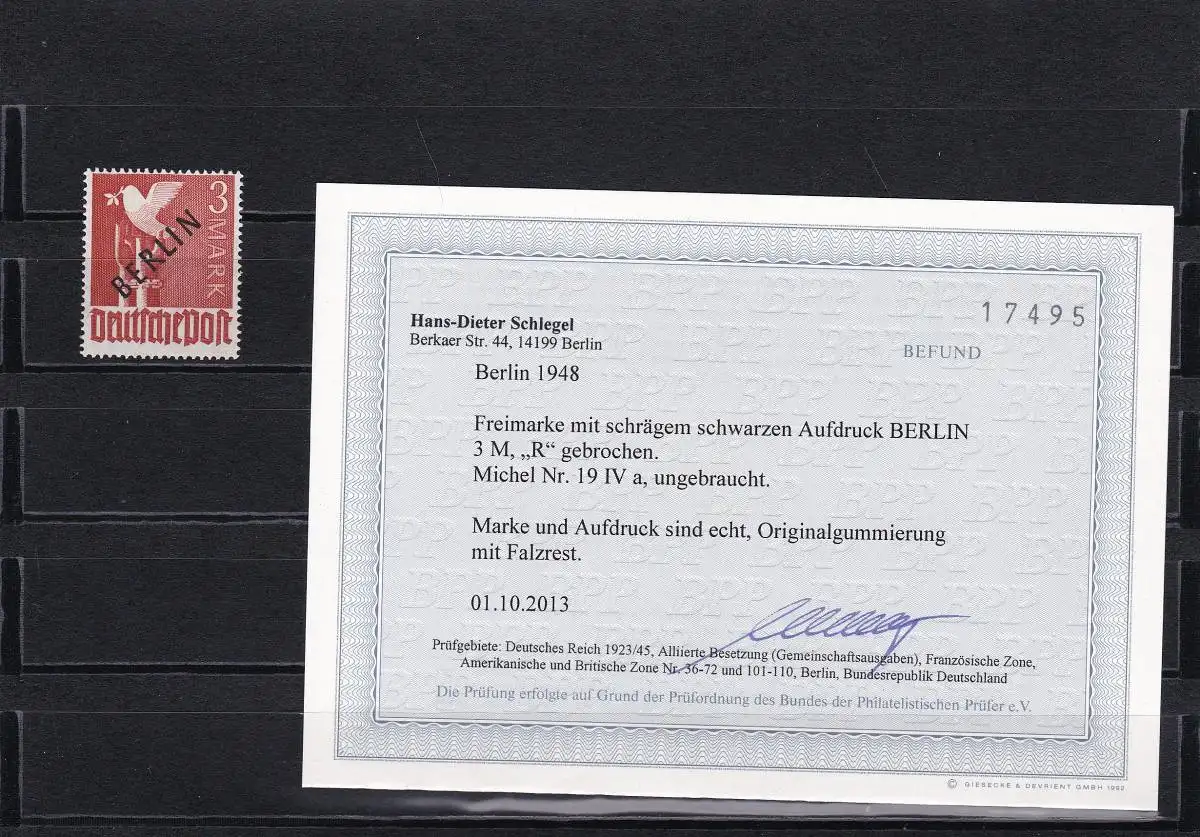 3 MARK
BERLIN
Deutsche Post
17495
Hans-Dieter Schlegel
Berkaer Str. 44, 14199 Berlin
BEFUND
Berlin 1948
Freimarke mit schrägem schwarzen Aufdruck BERLIN
3 M, „R“ gebrochen.
Michel Nr. 19 IV a, ungebraucht.
Marke und Aufdruck sind echt, Originalgummierung
mit Falzrest.
01.10.2013
Prüfgebiete: Deutsches Reich 1923/45, Alliierte Besetzung (Gemeinschaftsausgaben), Französische Zone,
Amerikanische und Britische Zone Nr. 36-72 und 101-110, Berlin, Bundesrepublik Deutschland
Die Prüfung erfolgte auf Grund der Prüfordnung des Bundes der Philatelistischen Prüfer e.V.
© GIESECKE & DEVRIENT GMBH 1992